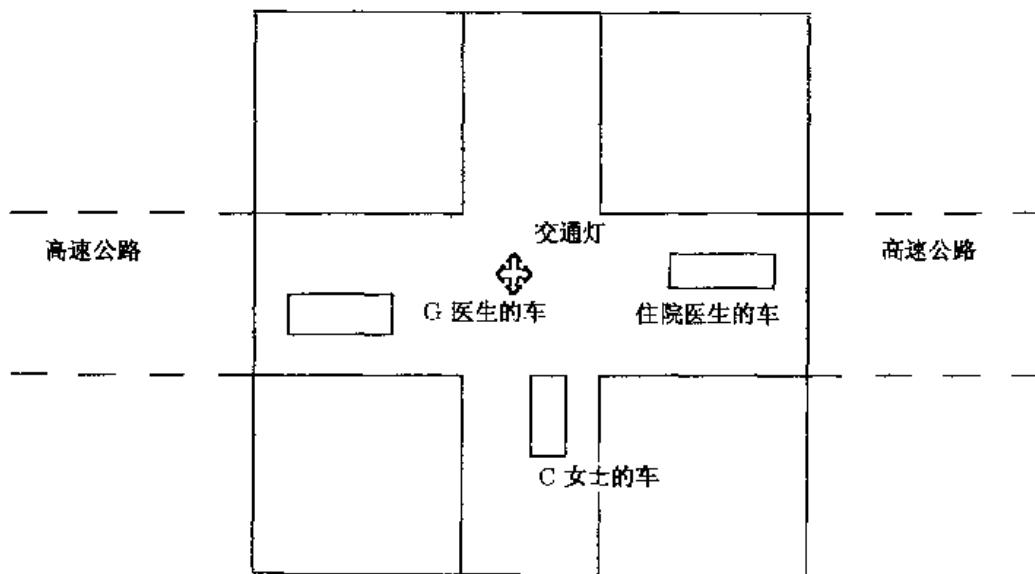 交通灯
高速公路
高速公路
G 医生的车
住院医生的车
C 女士的车